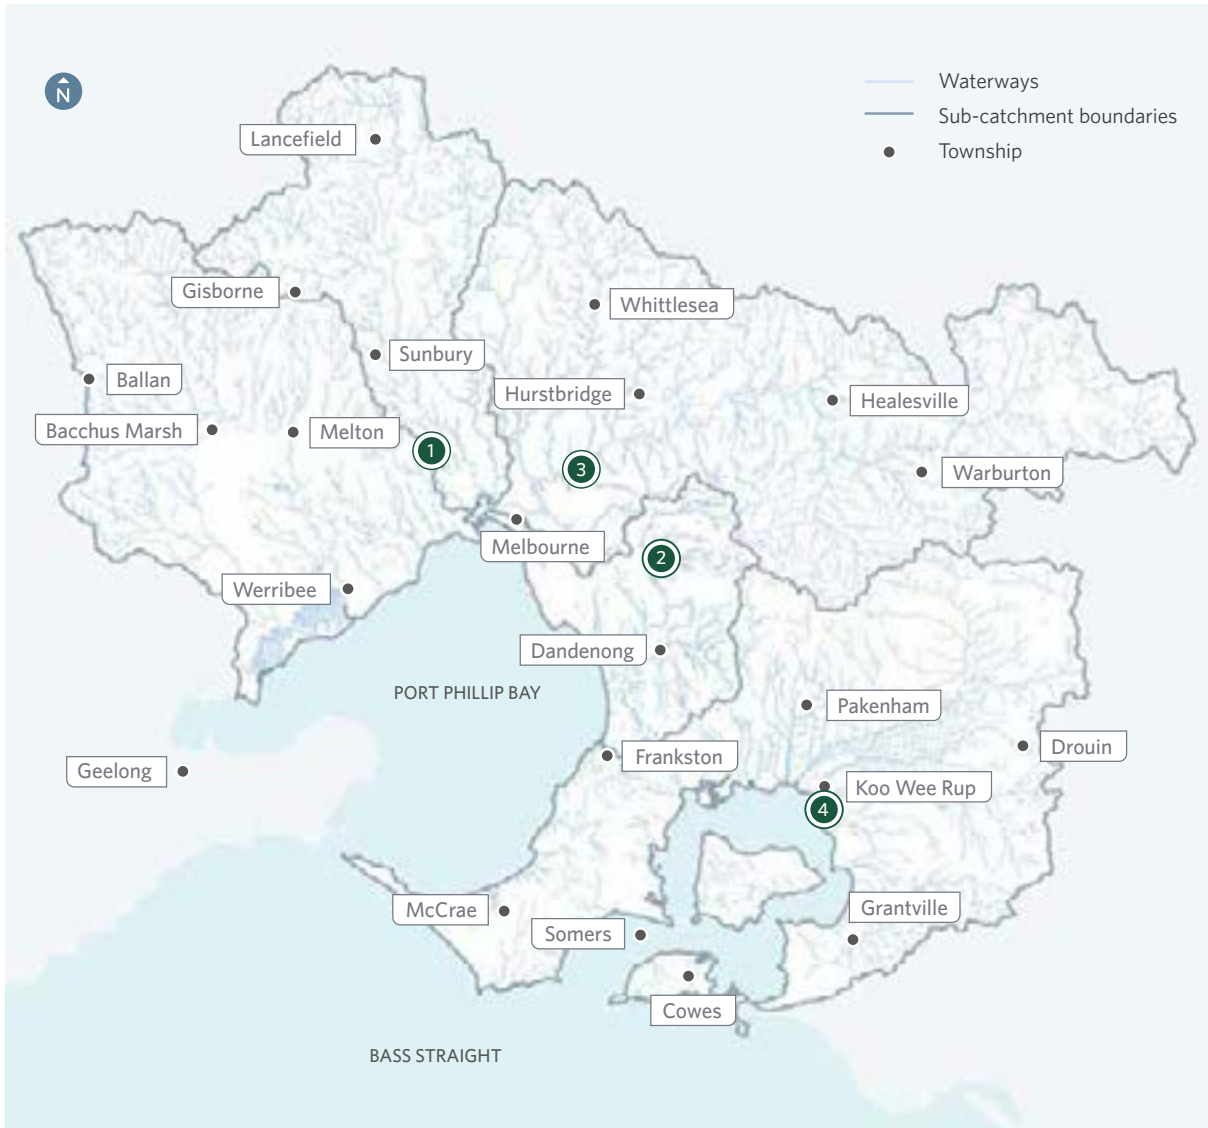 N
Waterways
Sub-catchment boundaries
Township
Lancefield
Gisborne
Whittlesea
Sunbury
Ballan
Hurstbridge
Healesville
Bacchus Marsh
Melton
1
3
Warburton
Melbourne
2
Werribee
Dandenong
PORT PHILLIP BAY
Pakenham
Drouin
Frankston
Geelong
Koo Wee Rup
4
McCrae
Grantville
Somers
Cowes
BASS STRAIGHT